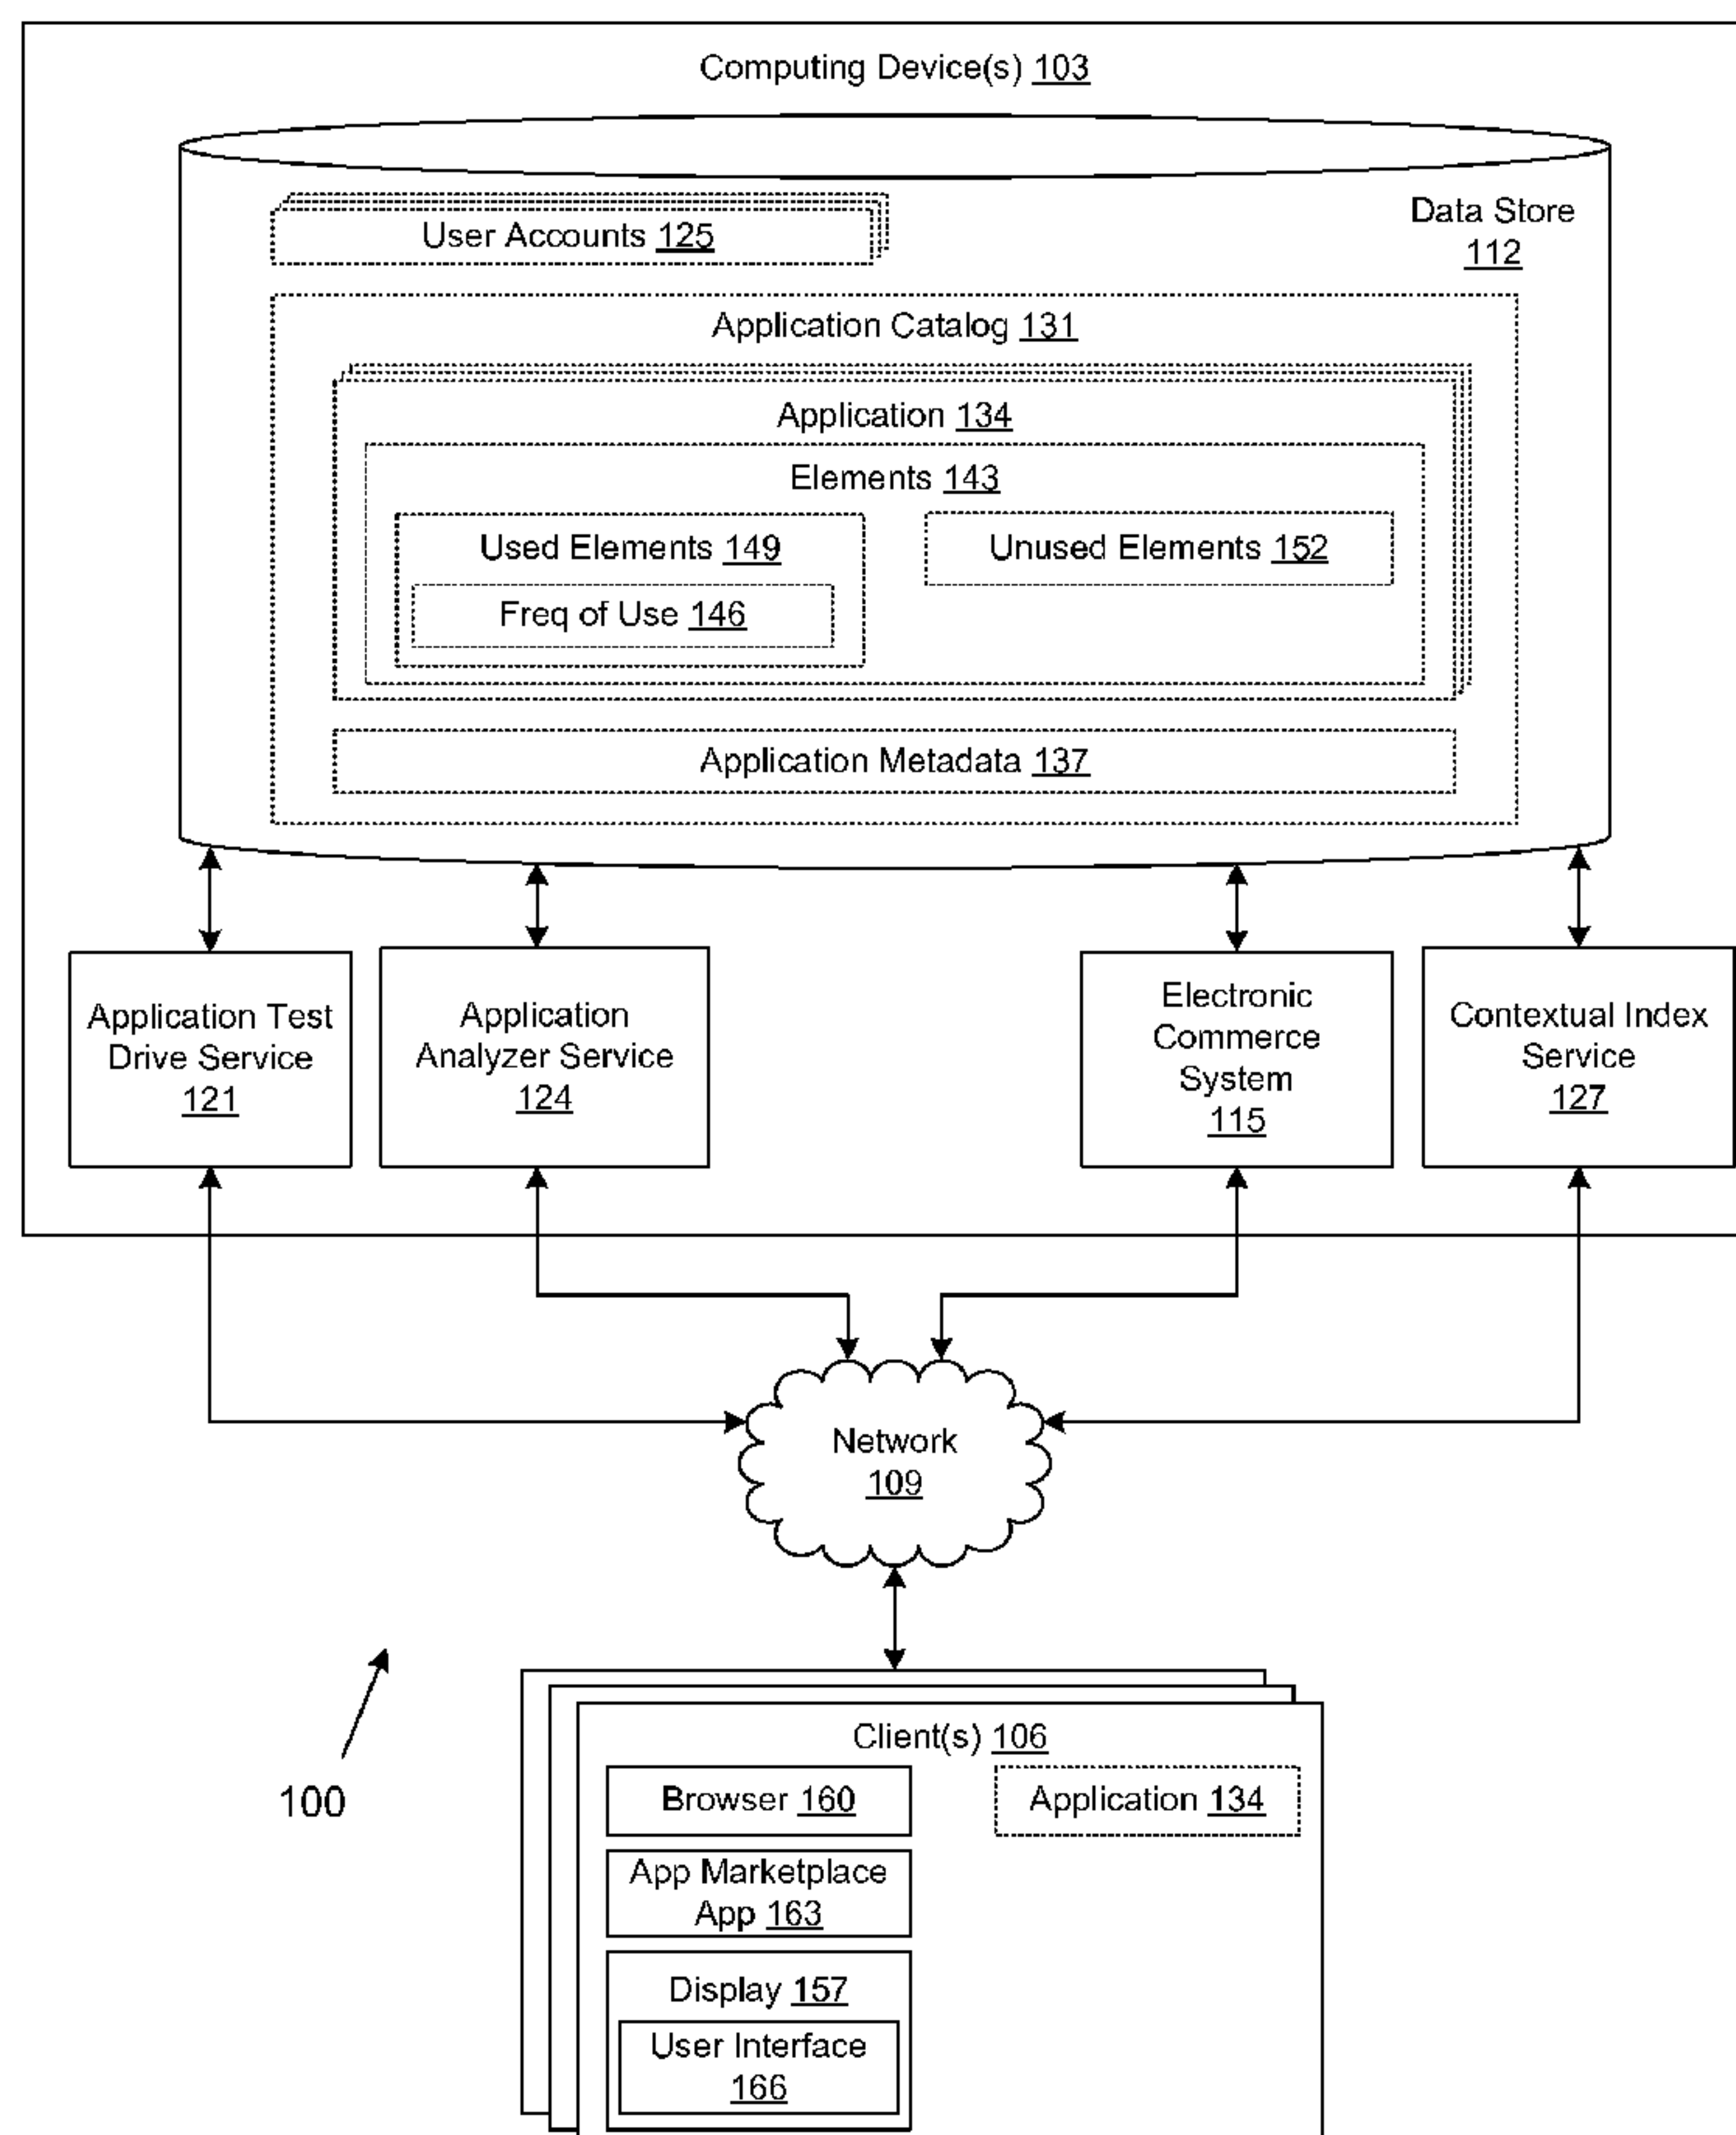 Computing Device(s) 103
Data Store
112
User Accounts 125
Application Catalog 131
Application 134
Elements 143
Used Elements 149
Freq of Use 146
Unused Elements 152
Application Metadata 137
Application Test
Drive Service
121
Application
Analyzer Service
124
Electronic
Commerce
System
115
Contextual Index
Service
127
Network
109
100
Client(s) 106
Browser 160
Application 134
App Marketplace
App 163
Display 157
User Interface
166